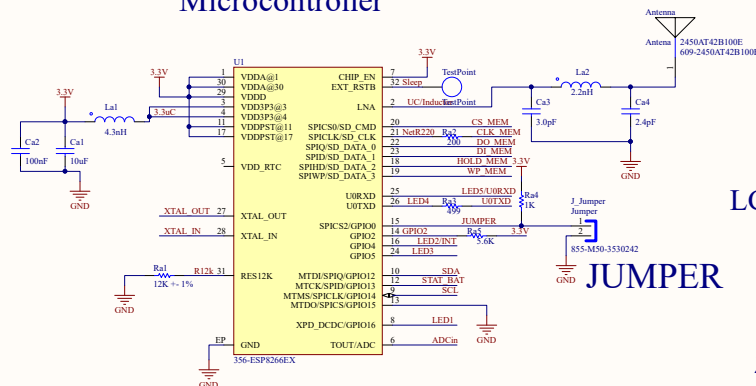 Microcontroller
Antenna
Antena
2450AT42B100E
609-2450AT42B100E
1
U1
3.3V
3.3V
3.3V
1 VDDA@1
30 VDDA@30
29 VDDD
3 VDD3P3@3
3.3uC 4 VDD3P3@4
11 VDDPST@11
17 VDDPST@17
5 VDD_RTC
XTAL_OUT 27 XTAL_OUT
XTAL_IN 28 XTAL_IN
Ra1
R12k 31 RES12K
12K +- 1%
GND
EP GND
GND
356-ESP8266EX
La1
4.3nH
Ca2
100nF
Ca1
10uF
GND
CHIP_EN 7
EXT_RSTB 32 Sleep
TestPoint
TestPoint
LNA 2 UC/Inductor
La2
2.2nH
Ca3
3.0pF
Ca4
2.4pF
GND
SPICS0/SD_CMD 20 CS_MEM
SPICLK/SD_CLK 21 NetR220 Ra2 CLK_MEM
200
SPIQ/SD_DATA_0 22 DO_MEM
SPID/SD_DATA_1 23 DI_MEM
SPIHD/SD_DATA_2 18 HOLD_MEM
SPIWP/SD_DATA_3 19 WP_MEM
3.3V
Ra4
1K
U0RXD 25 LED5/U0RXD
U0TXD 26 LED4 Ra3 U0TXD
499
SPICS2/GPIO0 15 JUMPER
GPIO2 14 GPIO2 Ra5 3.3V
5.6K
GPIO4 16 LED2/INT
GPIO5 24 LED3
J_Jumper
Jumper
1
2
855-M50-3530242
GND
JUMPER
LO
MTDI/SPIQ/GPIO12 10 SDA
MTCK/SPID/GPIO13 12 STAT_BAT
MTMS/SPICLK/GPIO14 9 SCL
MTDO/SPICS/GPIO15 13
GND
XPD_DCDC/GPIO16 8 LED1
TOUT/ADC 6 ADCin